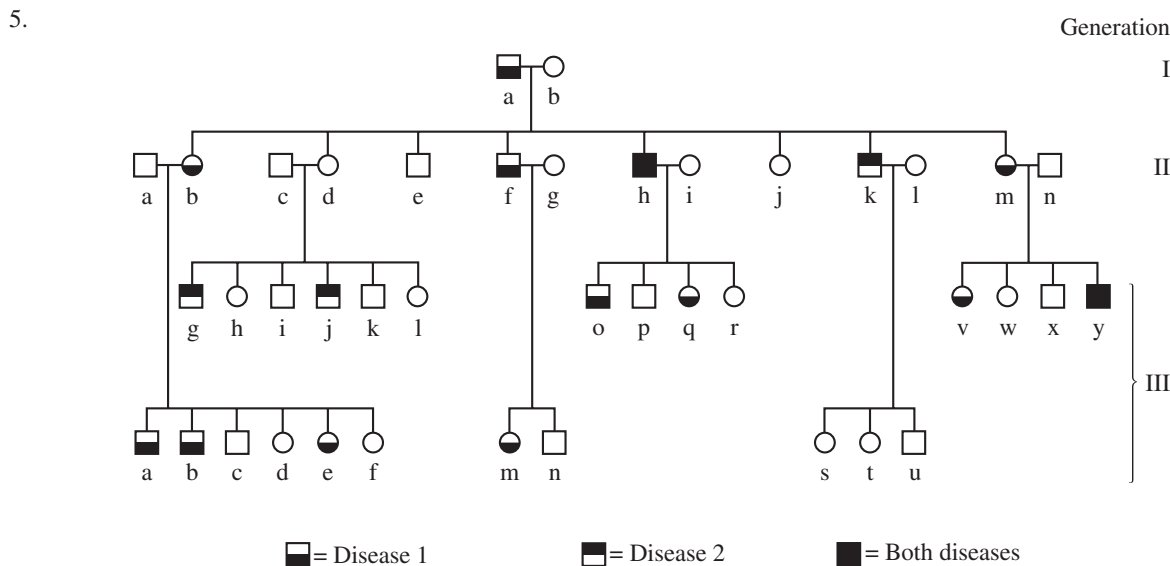 5.
Generation
I
a b
II
a b c d e f g h i j k l m n
g h i j k l o p q r v w x y
III
a b c d e f m n s t u
= Disease 1 = Disease 2 = Both diseases